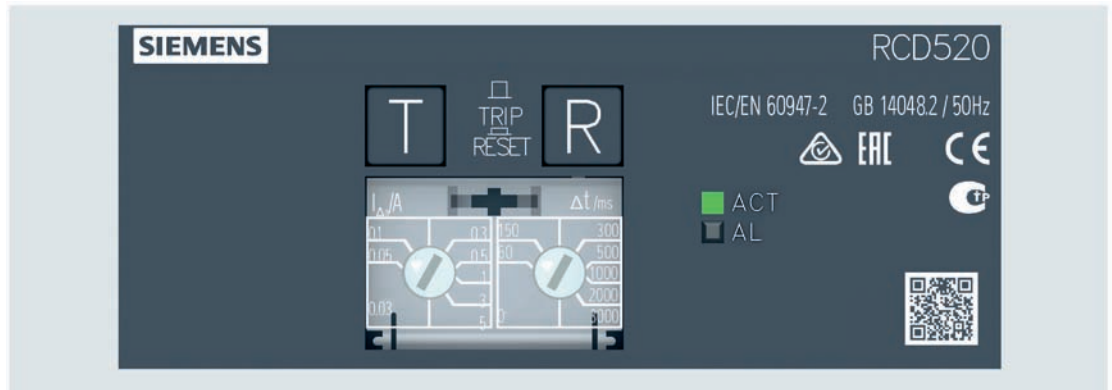 SIEMENS
RCD520
T
TRIP
RESET
R
IEC/EN 60947-2 GB 14048.2 / 50Hz
EAC
CE
I△n/A
Δt/ms
0.1 0.3 150 300
0.05 0.5 60 500
1 1000
3 2000
0.03 5 0 3000
ACT
AL